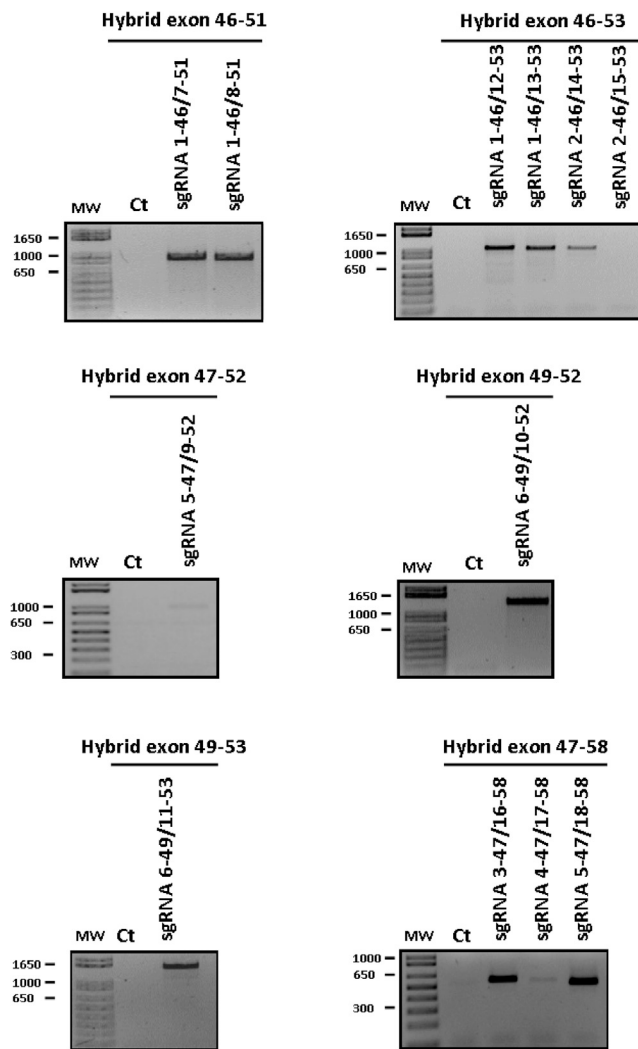 Hybrid exon 46-51
MW
Ct
sgRNA 1-46/7-51
sgRNA 1-46/8-51
1650
1000
650
Hybrid exon 46-53
MW
Ct
sgRNA 1-46/12-53
sgRNA 1-46/13-53
sgRNA 2-46/14-53
sgRNA 2-46/15-53
1650
1000
650
Hybrid exon 47-52
MW
Ct
sgRNA 5-47/9-52
1000
650
300
Hybrid exon 49-52
MW
Ct
sgRNA 6-49/10-52
1650
1000
650
Hybrid exon 49-53
MW
Ct
sgRNA 6-49/11-53
1650
1000
650
Hybrid exon 47-58
MW
Ct
sgRNA 3-47/16-58
sgRNA 4-47/17-58
sgRNA 5-47/18-58
1000
650
300